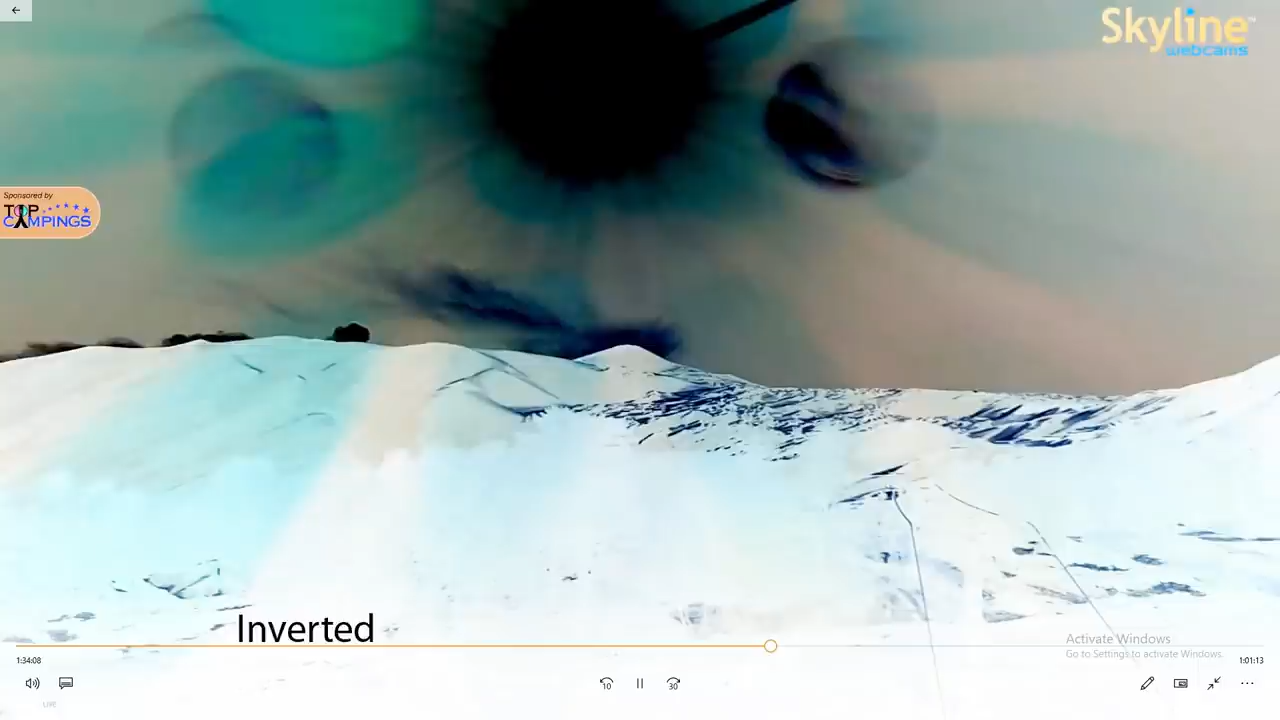 Skyline
webcams
Sponsored by
TOP
CAMPINGS
Inverted
Activate Windows
Go to Settings to activate Windows.
1:34:08
1:01:13
10
30
LIVE